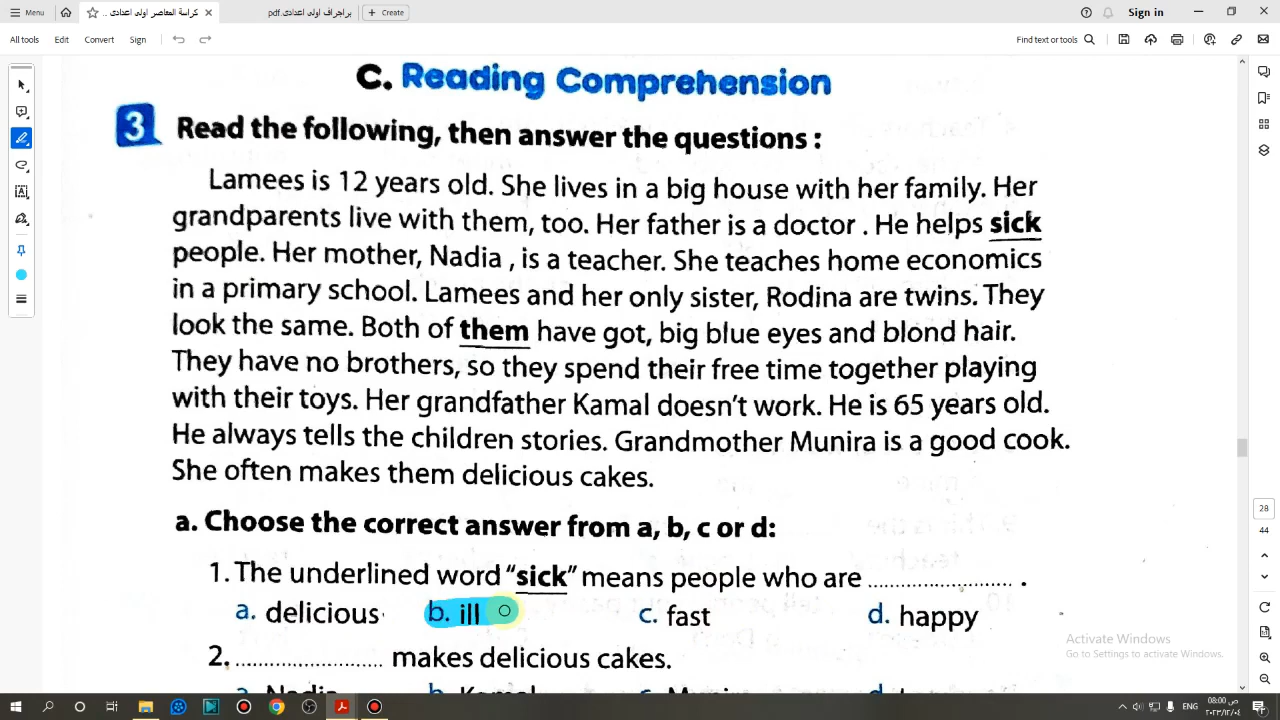 Menu
كراسة المعاصر اولى اعدادى ..
براجراف اولى اعدادى.pdf
Create
Sign in
All tools
Edit
Convert
Sign
Find text or tools
C. Reading Comprehension
3 Read the following, then answer the questions :
Lamees is 12 years old. She lives in a big house with her family. Her
grandparents live with them, too. Her father is a doctor . He helps sick
people. Her mother, Nadia , is a teacher. She teaches home economics
in a primary school. Lamees and her only sister, Rodina are twins. They
look the same. Both of them have got, big blue eyes and blond hair.
They have no brothers, so they spend their free time together playing
with their toys. Her grandfather Kamal doesn't work. He is 65 years old.
He always tells the children stories. Grandmother Munira is a good cook.
She often makes them delicious cakes.
a. Choose the correct answer from a, b, c or d:
1. The underlined word "sick" means people who are ........................ .
a. delicious b. ill c. fast d. happy
2. ........................ makes delicious cakes.
a. Nadia b. Kamal c. Munira
28
44
Activate Windows
Go to Settings to activate Windows.
ENG
08:00 ص
٢٠٢٣/١٢/٠٤